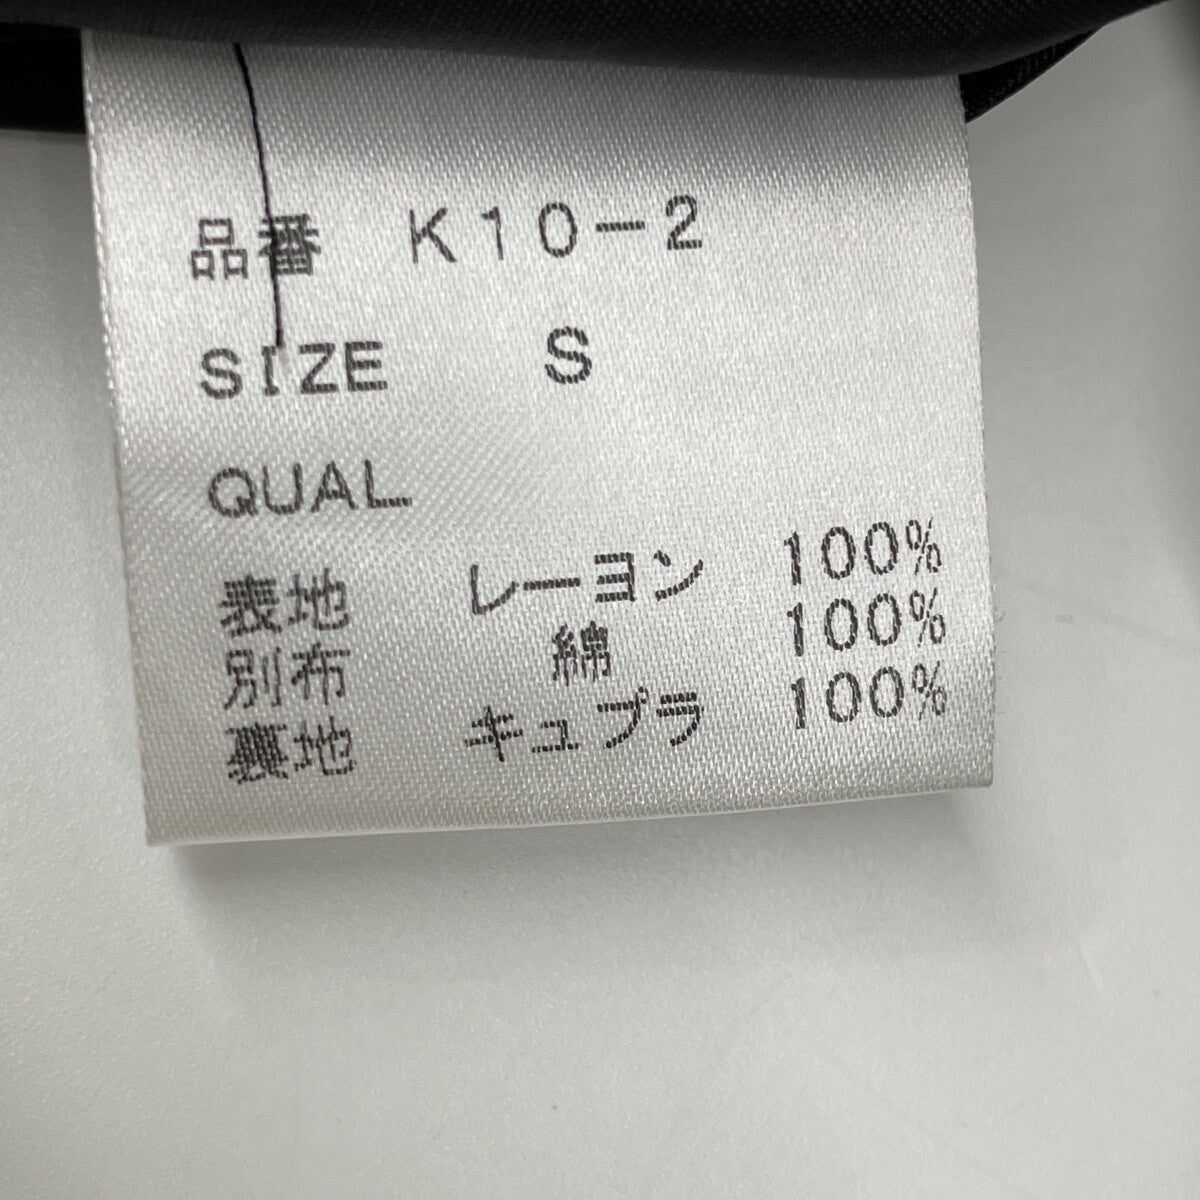 品番 K10-2
SIZE S
QUAL
表地 レーヨン 100%
別布 綿 100%
裏地 キュプラ 100%